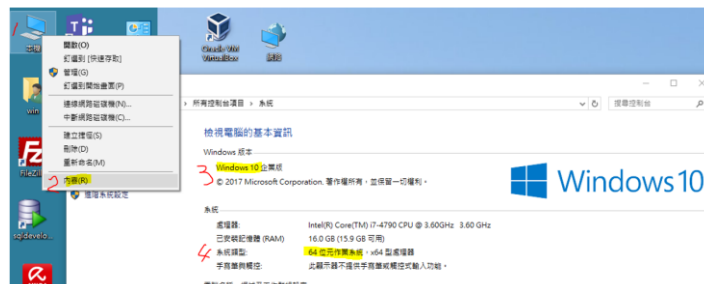 1
本機
開啟(O)
釘選到 [快速存取]
管理(G)
釘選到開始畫面(P)
連線網路磁碟機(N)...
中斷網路磁碟機(C)...
建立捷徑(S)
刪除(D)
重新命名(M)
2 內容(R)
win
FileZil
sqldevelo...
Oracle VM
VirtualBox
網路
› 所有控制台項目 › 系統
搜尋控制台
進階系統設定
檢視電腦的基本資訊
Windows 版本
3 Windows 10 企業版
© 2017 Microsoft Corporation. 著作權所有，並保留一切權利。
Windows 10
系統
處理器: Intel(R) Core(TM) i7-4790 CPU @ 3.60GHz 3.60 GHz
已安裝記憶體 (RAM) 16.0 GB (15.9 GB 可用)
4 系統類型: 64 位元作業系統，x64 型處理器
手寫筆與觸控: 此顯示器不提供手寫筆或觸控式輸入功能。